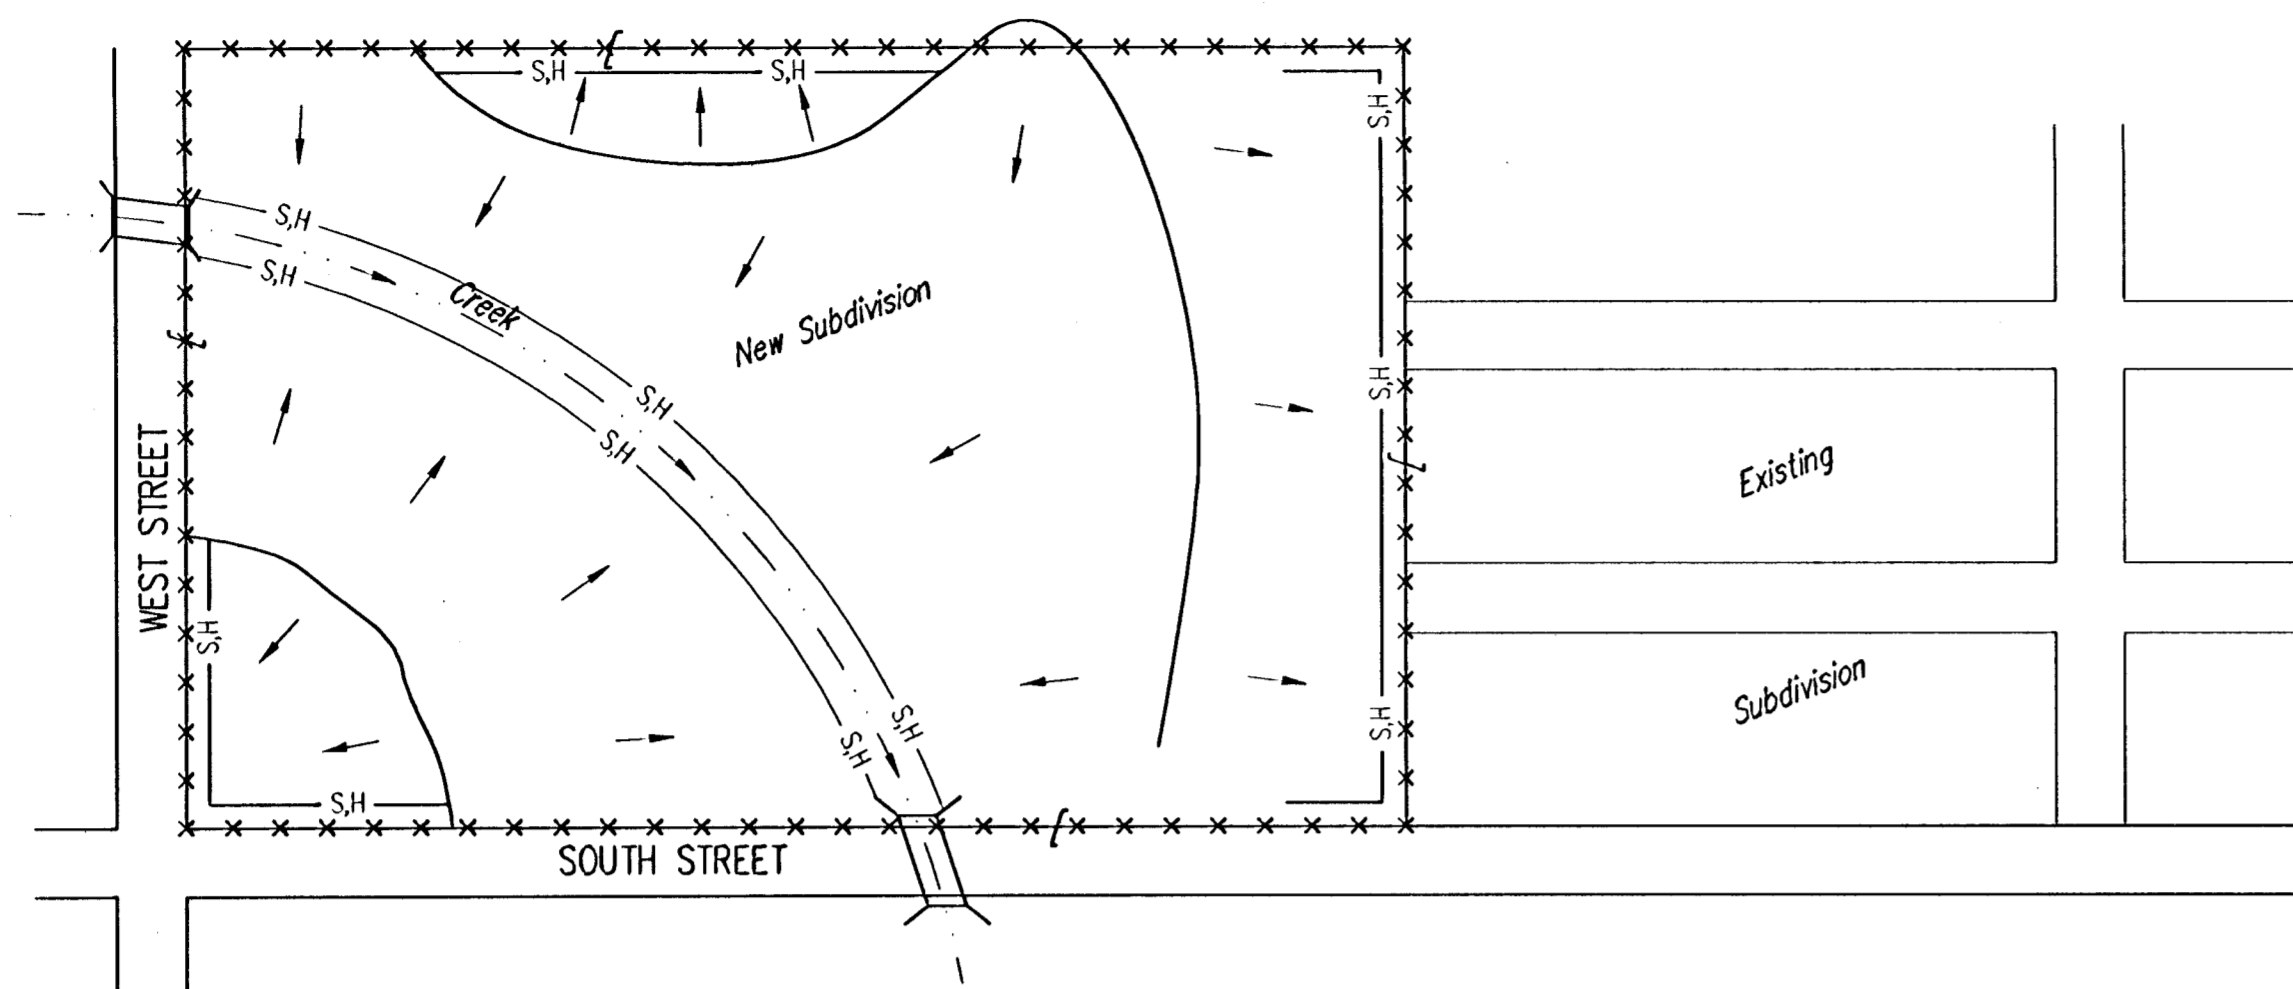 S,H S,H
S,H
S,H
S,H
Creek
New Subdivision
S,H
S,H
S,H
Existing
WEST STREET
S,H
Subdivision
S,H
S,H
S,H
S,H
SOUTH STREET